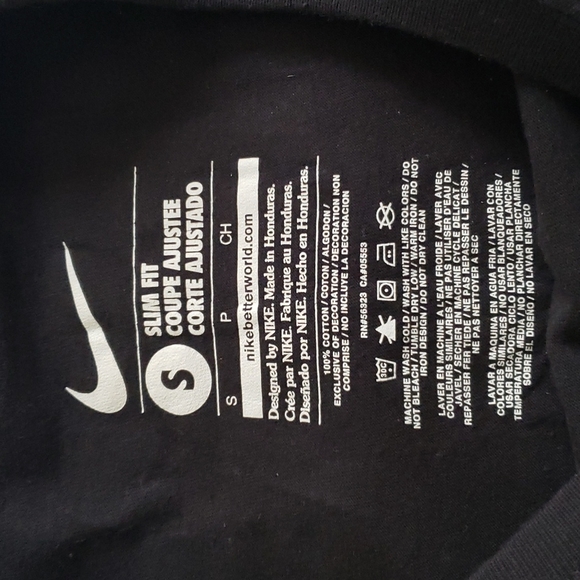 S
SLIM FIT
COUPE AJUSTEE
CORTE AJUSTADO
S P CH
nikebetterworld.com
Designed by NIKE. Made in Honduras.
Crée par NIKE. Fabrique au Honduras.
Diseñado por NIKE. Hecho en Honduras.
100% COTTON / COTON / ALGODON /
EXCLUSIVE OF DECORATION / DECORATION NON
COMPRISE / NO INCLUYE LA DECORACION
RN#56323 CA#05553
30C
MACHINE WASH COLD / WASH WITH LIKE COLORS / DO
NOT BLEACH / TUMBLE DRY LOW / WARM IRON / DO NOT
IRON DESIGN / DO NOT DRY CLEAN
LAVER EN MACHINE A L'EAU FROIDE / LAVER AVEC
COULEURS SIMILAIRES / NE PAS UTILISER D'EAU DE
JAVEL / SECHER EN MACHINE CYCLE DELICAT /
REPASSER FER TIEDE / NE PAS REPASSER LE DESSIN /
NE PAS NETTOYER A SEC
LAVAR A MAQUINA EN AGUA FRIA / LAVAR CON
COLORES SIMILARES / NO USAR BLANQUEADORES /
USAR SECADORA CICLO LENTO / USAR PLANCHA
TEMPERATURA MEDIA / NO PLANCHAR DIRECTAMENTE
SOBRE EL DISEÑO / NO LAVAR EN SECO